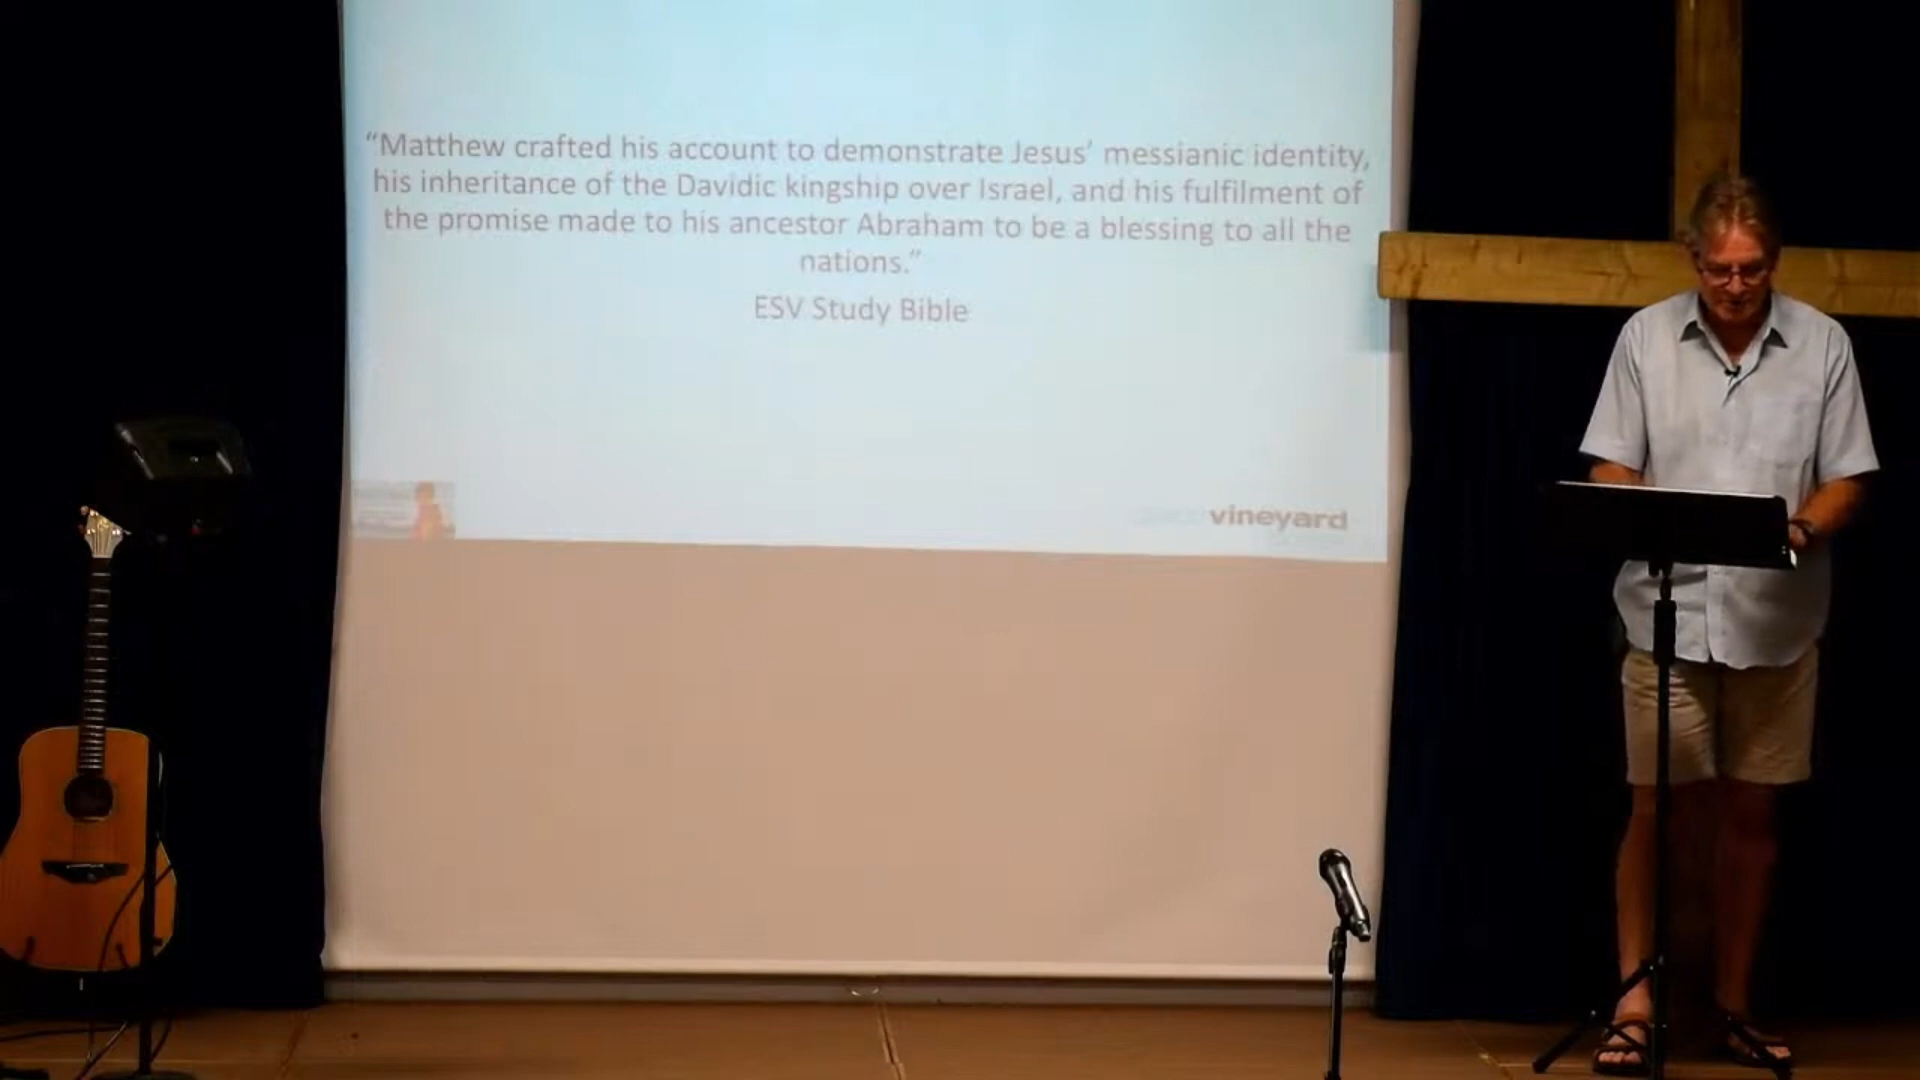 “Matthew crafted his account to demonstrate Jesus’ messianic identity,
his inheritance of the Davidic kingship over Israel, and his fulfilment of
the promise made to his ancestor Abraham to be a blessing to all the
nations.”
ESV Study Bible
vineyard